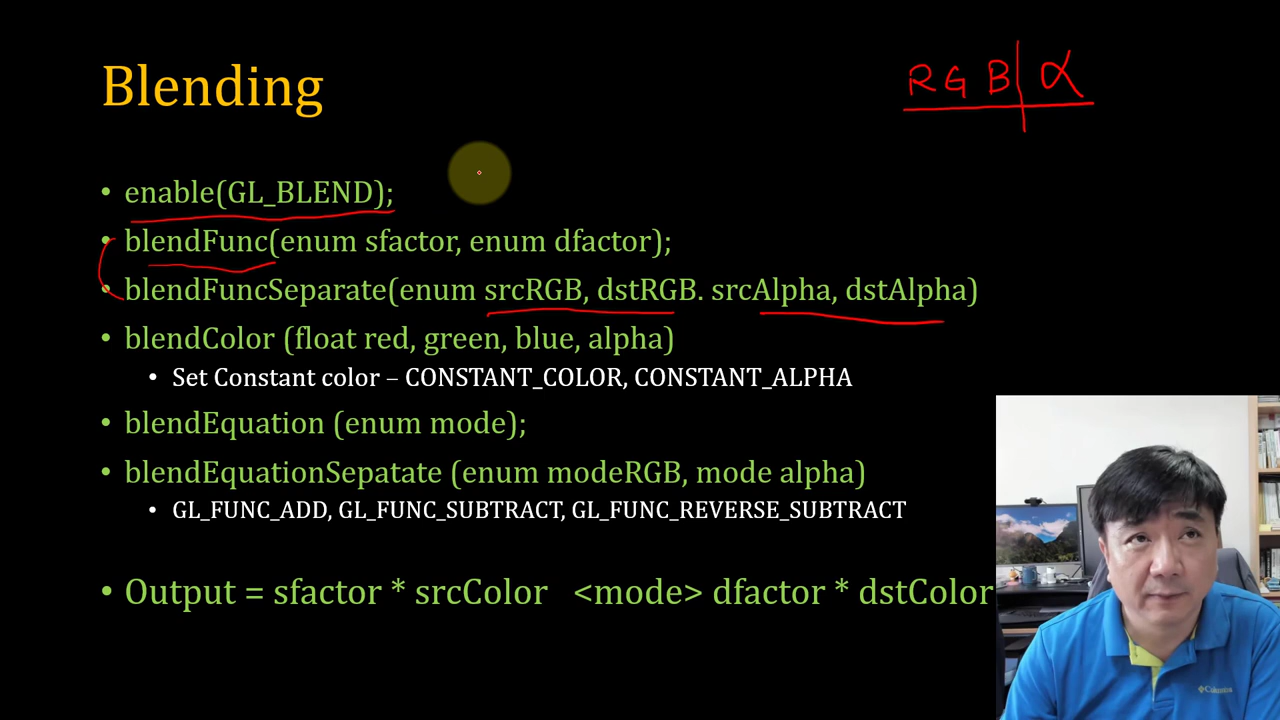 Blending
R G B | α
• enable(GL_BLEND);
• blendFunc(enum sfactor, enum dfactor);
• blendFuncSeparate(enum srcRGB, dstRGB. srcAlpha, dstAlpha)
• blendColor (float red, green, blue, alpha)
• Set Constant color – CONSTANT_COLOR, CONSTANT_ALPHA
• blendEquation (enum mode);
• blendEquationSepatate (enum modeRGB, mode alpha)
• GL_FUNC_ADD, GL_FUNC_SUBTRACT, GL_FUNC_REVERSE_SUBTRACT
• Output = sfactor * srcColor <mode> dfactor * dstColor
Columbia